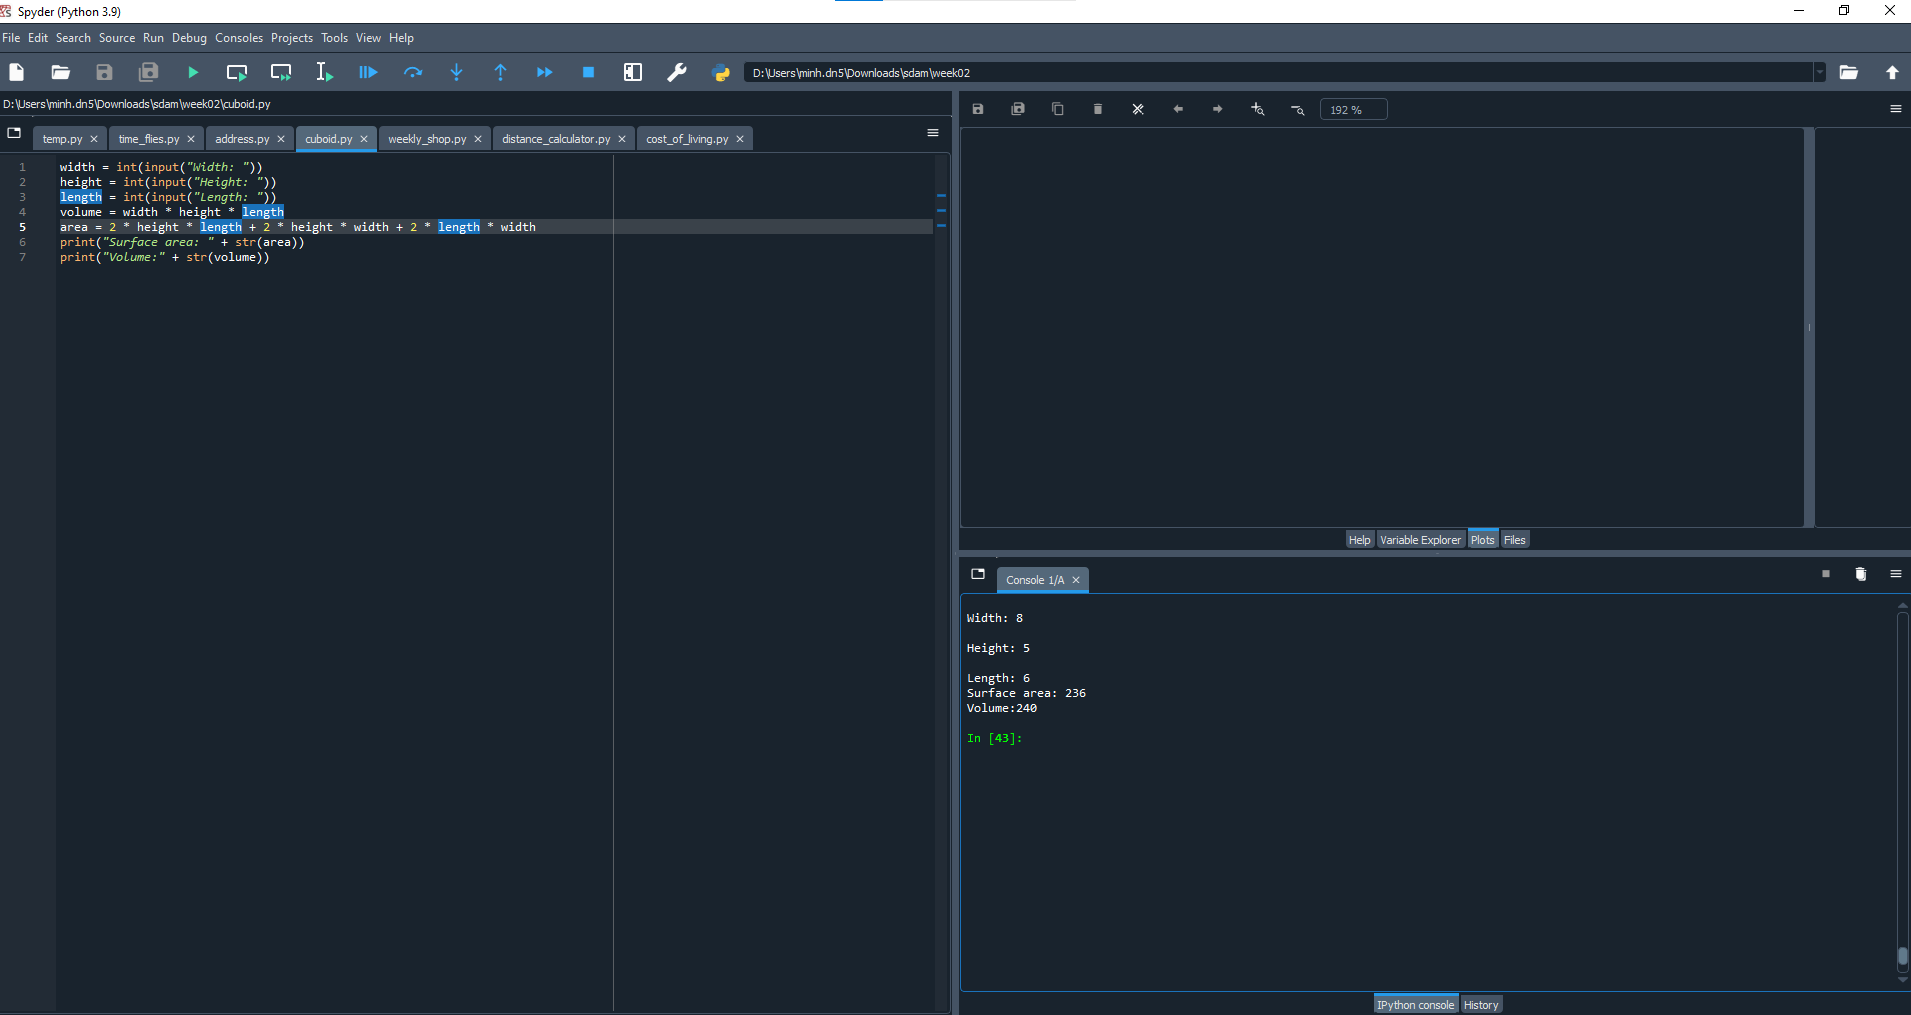 Spyder (Python 3.9)
File Edit Search Source Run Debug Consoles Projects Tools View Help
D:\Users\minh.dn5\Downloads\sdam\week02
D:\Users\minh.dn5\Downloads\sdam\week02\cuboid.py
temp.py time_flies.py address.py cuboid.py weekly_shop.py distance_calculator.py cost_of_living.py
1 width = int(input("Width: "))
2 height = int(input("Height: "))
3 length = int(input("Length: "))
4 volume = width * height * length
5 area = 2 * height * length + 2 * height * width + 2 * length * width
6 print("Surface area: " + str(area))
7 print("Volume:" + str(volume))
192 %
Help Variable Explorer Plots Files
Console 1/A
Width: 8
Height: 5
Length: 6
Surface area: 236
Volume:240
In [43]:
IPython console History